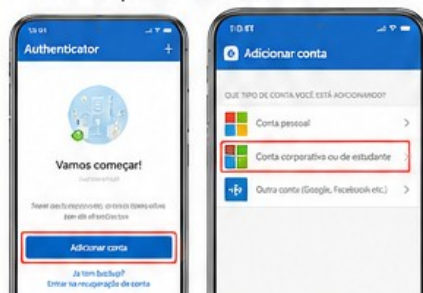 Authenticator
Vamos começar!
Adicionar conta
Já tem backup?
Entrar na recuperação de conta
Adicionar conta
QUE TIPO DE CONTA VOCÊ ESTÁ ADICIONANDO?
Conta pessoal
Conta corporativa ou de estudante
Outra conta (Google, Facebook etc.)